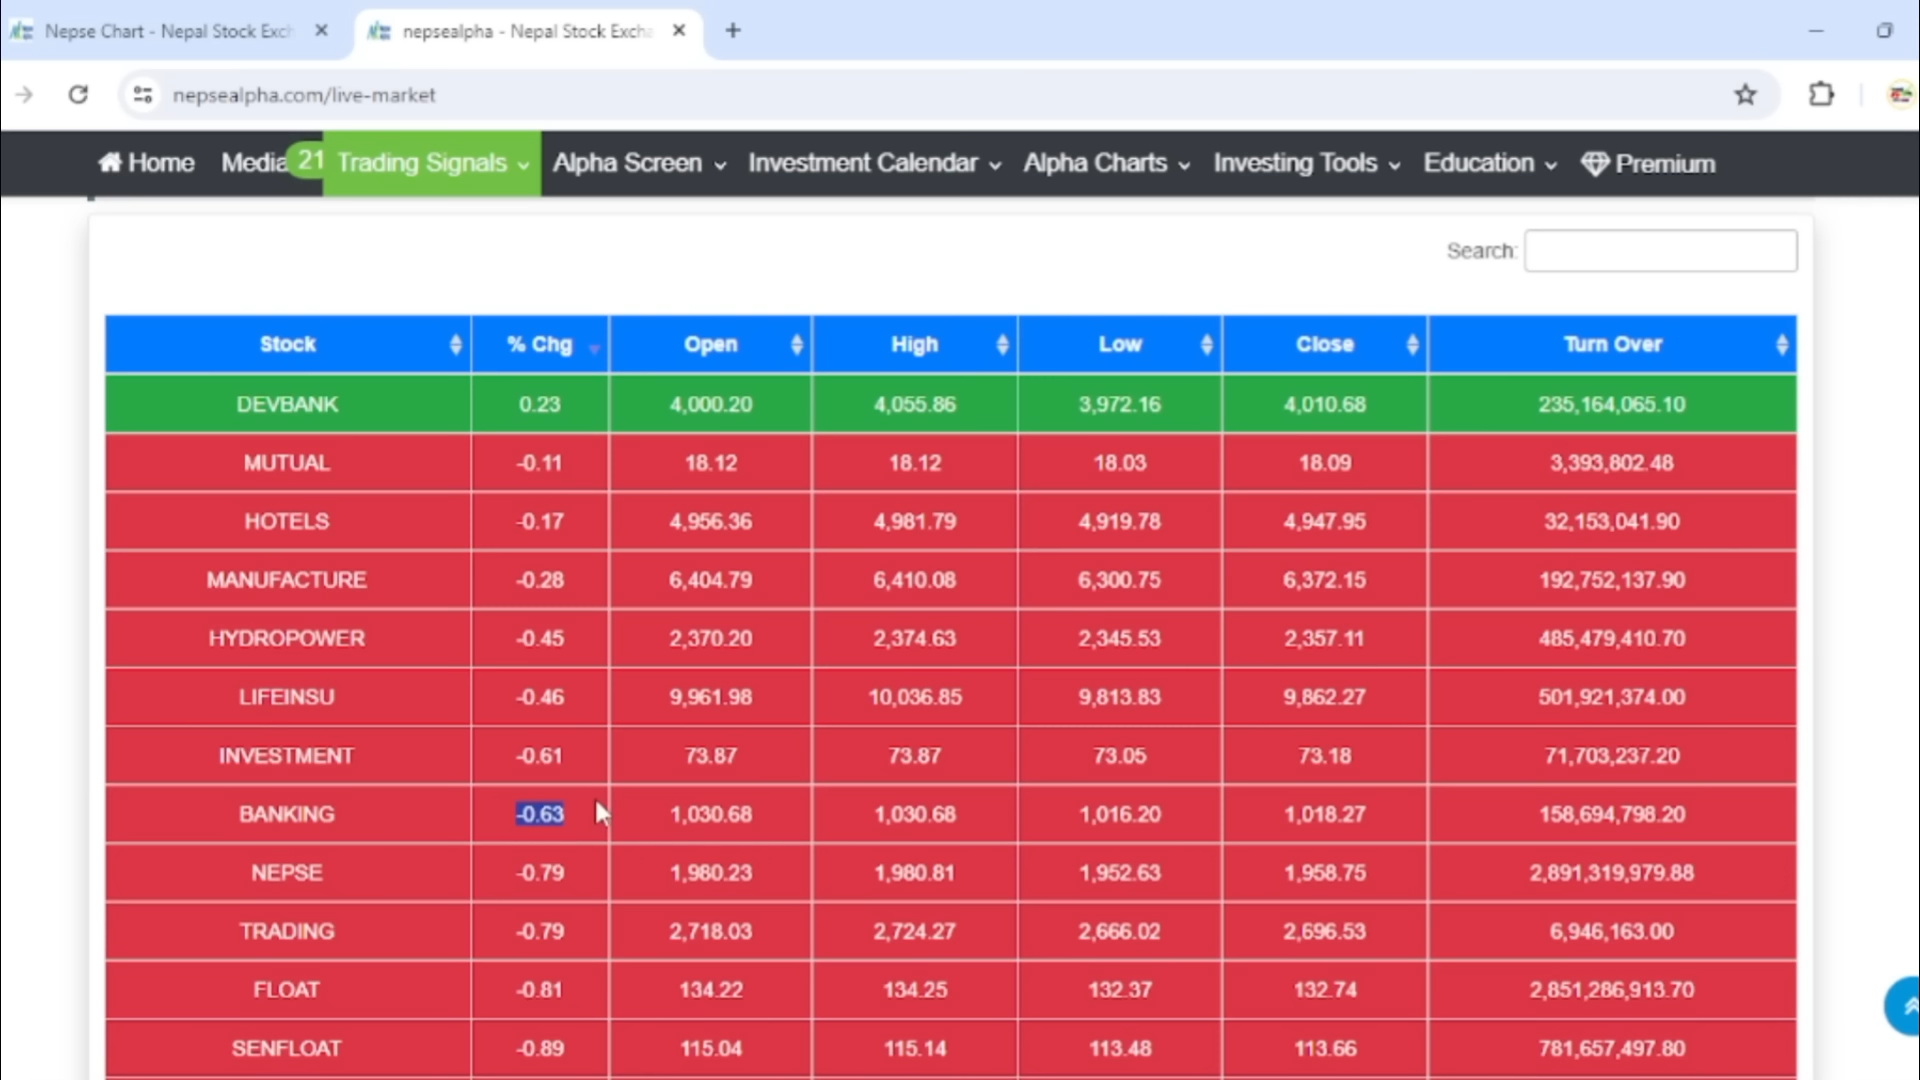 Nepse Chart - Nepal Stock Exch
nepsealpha - Nepal Stock Excha
nepsealpha.com/live-market
Home Media 21 Trading Signals Alpha Screen Investment Calendar Alpha Charts Investing Tools Education Premium
Search:
Stock % Chg Open High Low Close Turn Over
DEVBANK 0.23 4,000.20 4,055.86 3,972.16 4,010.68 235,164,065.10
MUTUAL -0.11 18.12 18.12 18.03 18.09 3,393,802.48
HOTELS -0.17 4,956.36 4,981.79 4,919.78 4,947.95 32,153,041.90
MANUFACTURE -0.28 6,404.79 6,410.08 6,300.75 6,372.15 192,752,137.90
HYDROPOWER -0.45 2,370.20 2,374.63 2,345.53 2,357.11 485,479,410.70
LIFEINSU -0.46 9,961.98 10,036.85 9,813.83 9,862.27 501,921,374.00
INVESTMENT -0.61 73.87 73.87 73.05 73.18 71,703,237.20
BANKING -0.63 1,030.68 1,030.68 1,016.20 1,018.27 158,694,798.20
NEPSE -0.79 1,980.23 1,980.81 1,952.63 1,958.75 2,891,319,979.88
TRADING -0.79 2,718.03 2,724.27 2,666.02 2,696.53 6,946,163.00
FLOAT -0.81 134.22 134.25 132.37 132.74 2,851,286,913.70
SENFLOAT -0.89 115.04 115.14 113.48 113.66 781,657,497.80